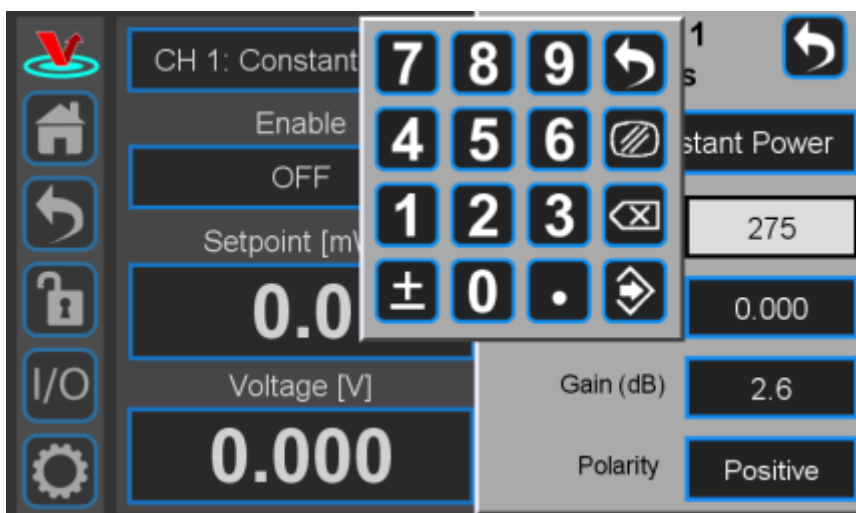 CH 1: Constant
Enable
OFF
Setpoint [m
0.0
Voltage [V]
0.000
7 8 9
4 5 6
1 2 3
± 0 .
1
s
stant Power
275
0.000
Gain (dB)
2.6
Polarity
Positive
I/O